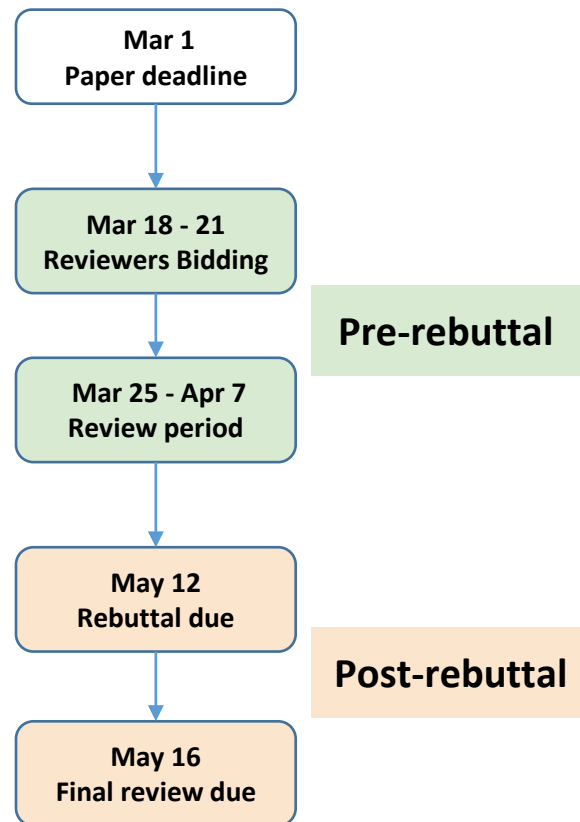 Mar 1
Paper deadline
Mar 18 - 21
Reviewers Bidding
Pre-rebuttal
Mar 25 - Apr 7
Review period
May 12
Rebuttal due
Post-rebuttal
May 16
Final review due